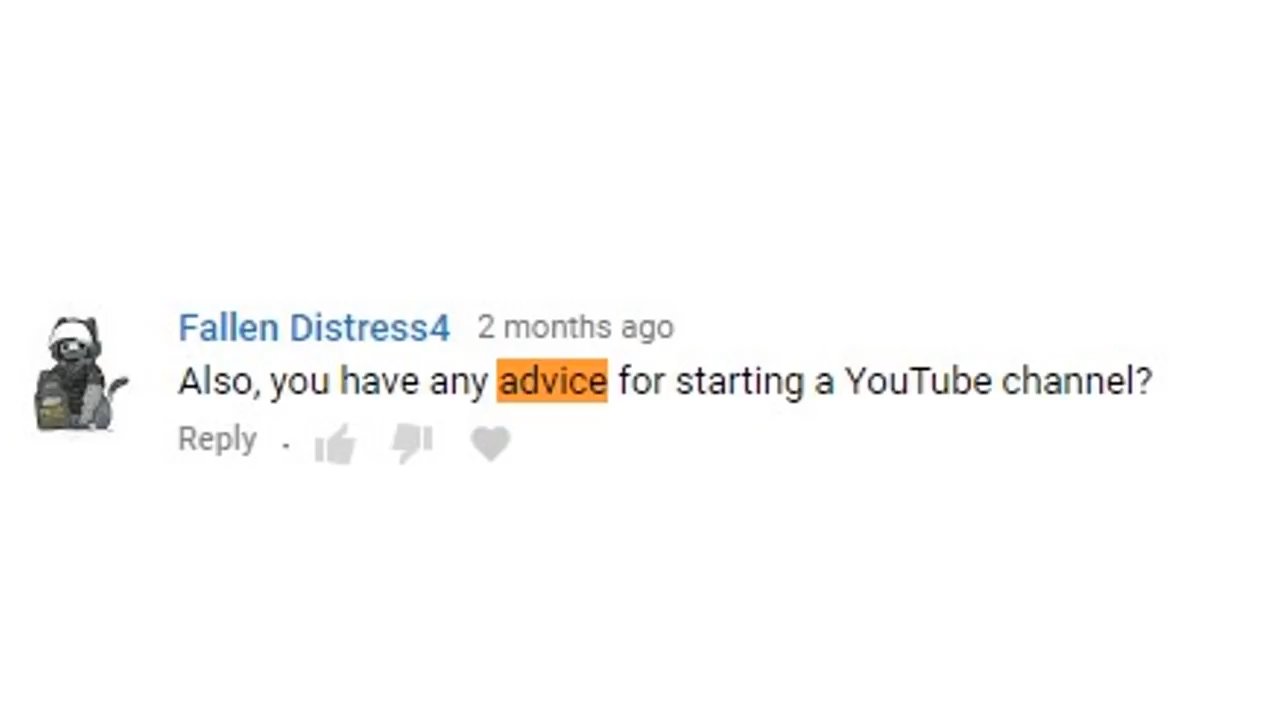 Fallen Distress4 2 months ago
Also, you have any advice for starting a YouTube channel?
Reply .